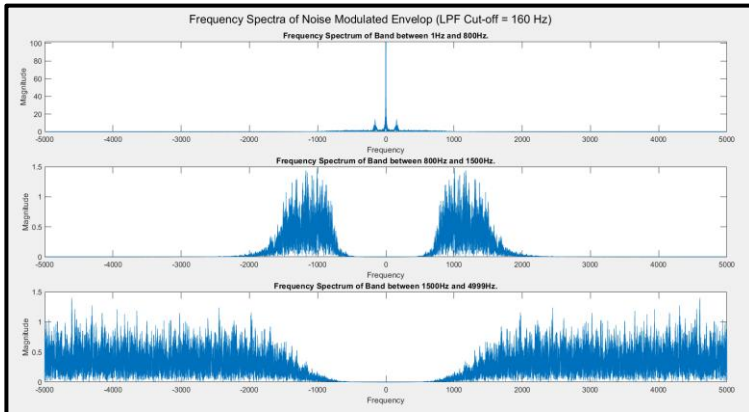 Frequency Spectra of Noise Modulated Envelop (LPF Cut-off = 160 Hz)
Frequency Spectrum of Band between 1Hz and 800Hz.
Magnitude
100
80
60
40
20
0
-5000 -4000 -3000 -2000 -1000 0 1000 2000 3000 4000 5000
Frequency
Frequency Spectrum of Band between 800Hz and 1500Hz.
Magnitude
1.5
1
0.5
0
-5000 -4000 -3000 -2000 -1000 0 1000 2000 3000 4000 5000
Frequency
Frequency Spectrum of Band between 1500Hz and 4999Hz.
Magnitude
1.5
1
0.5
0
-5000 -4000 -3000 -2000 -1000 0 1000 2000 3000 4000 5000
Frequency